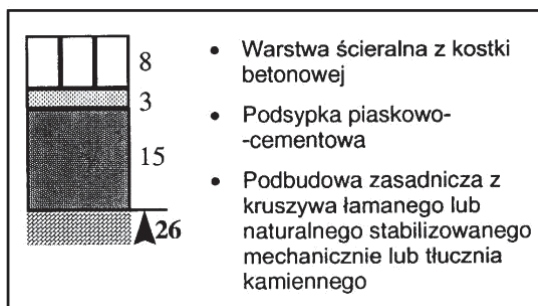 8
3
15
26
• Warstwa ścieralna z kostki
betonowej
• Podsypka piaskowo-
-cementowa
• Podbudowa zasadnicza z
kruszywa łamanego lub
naturalnego stabilizowanego
mechanicznie lub tłucznia
kamiennego